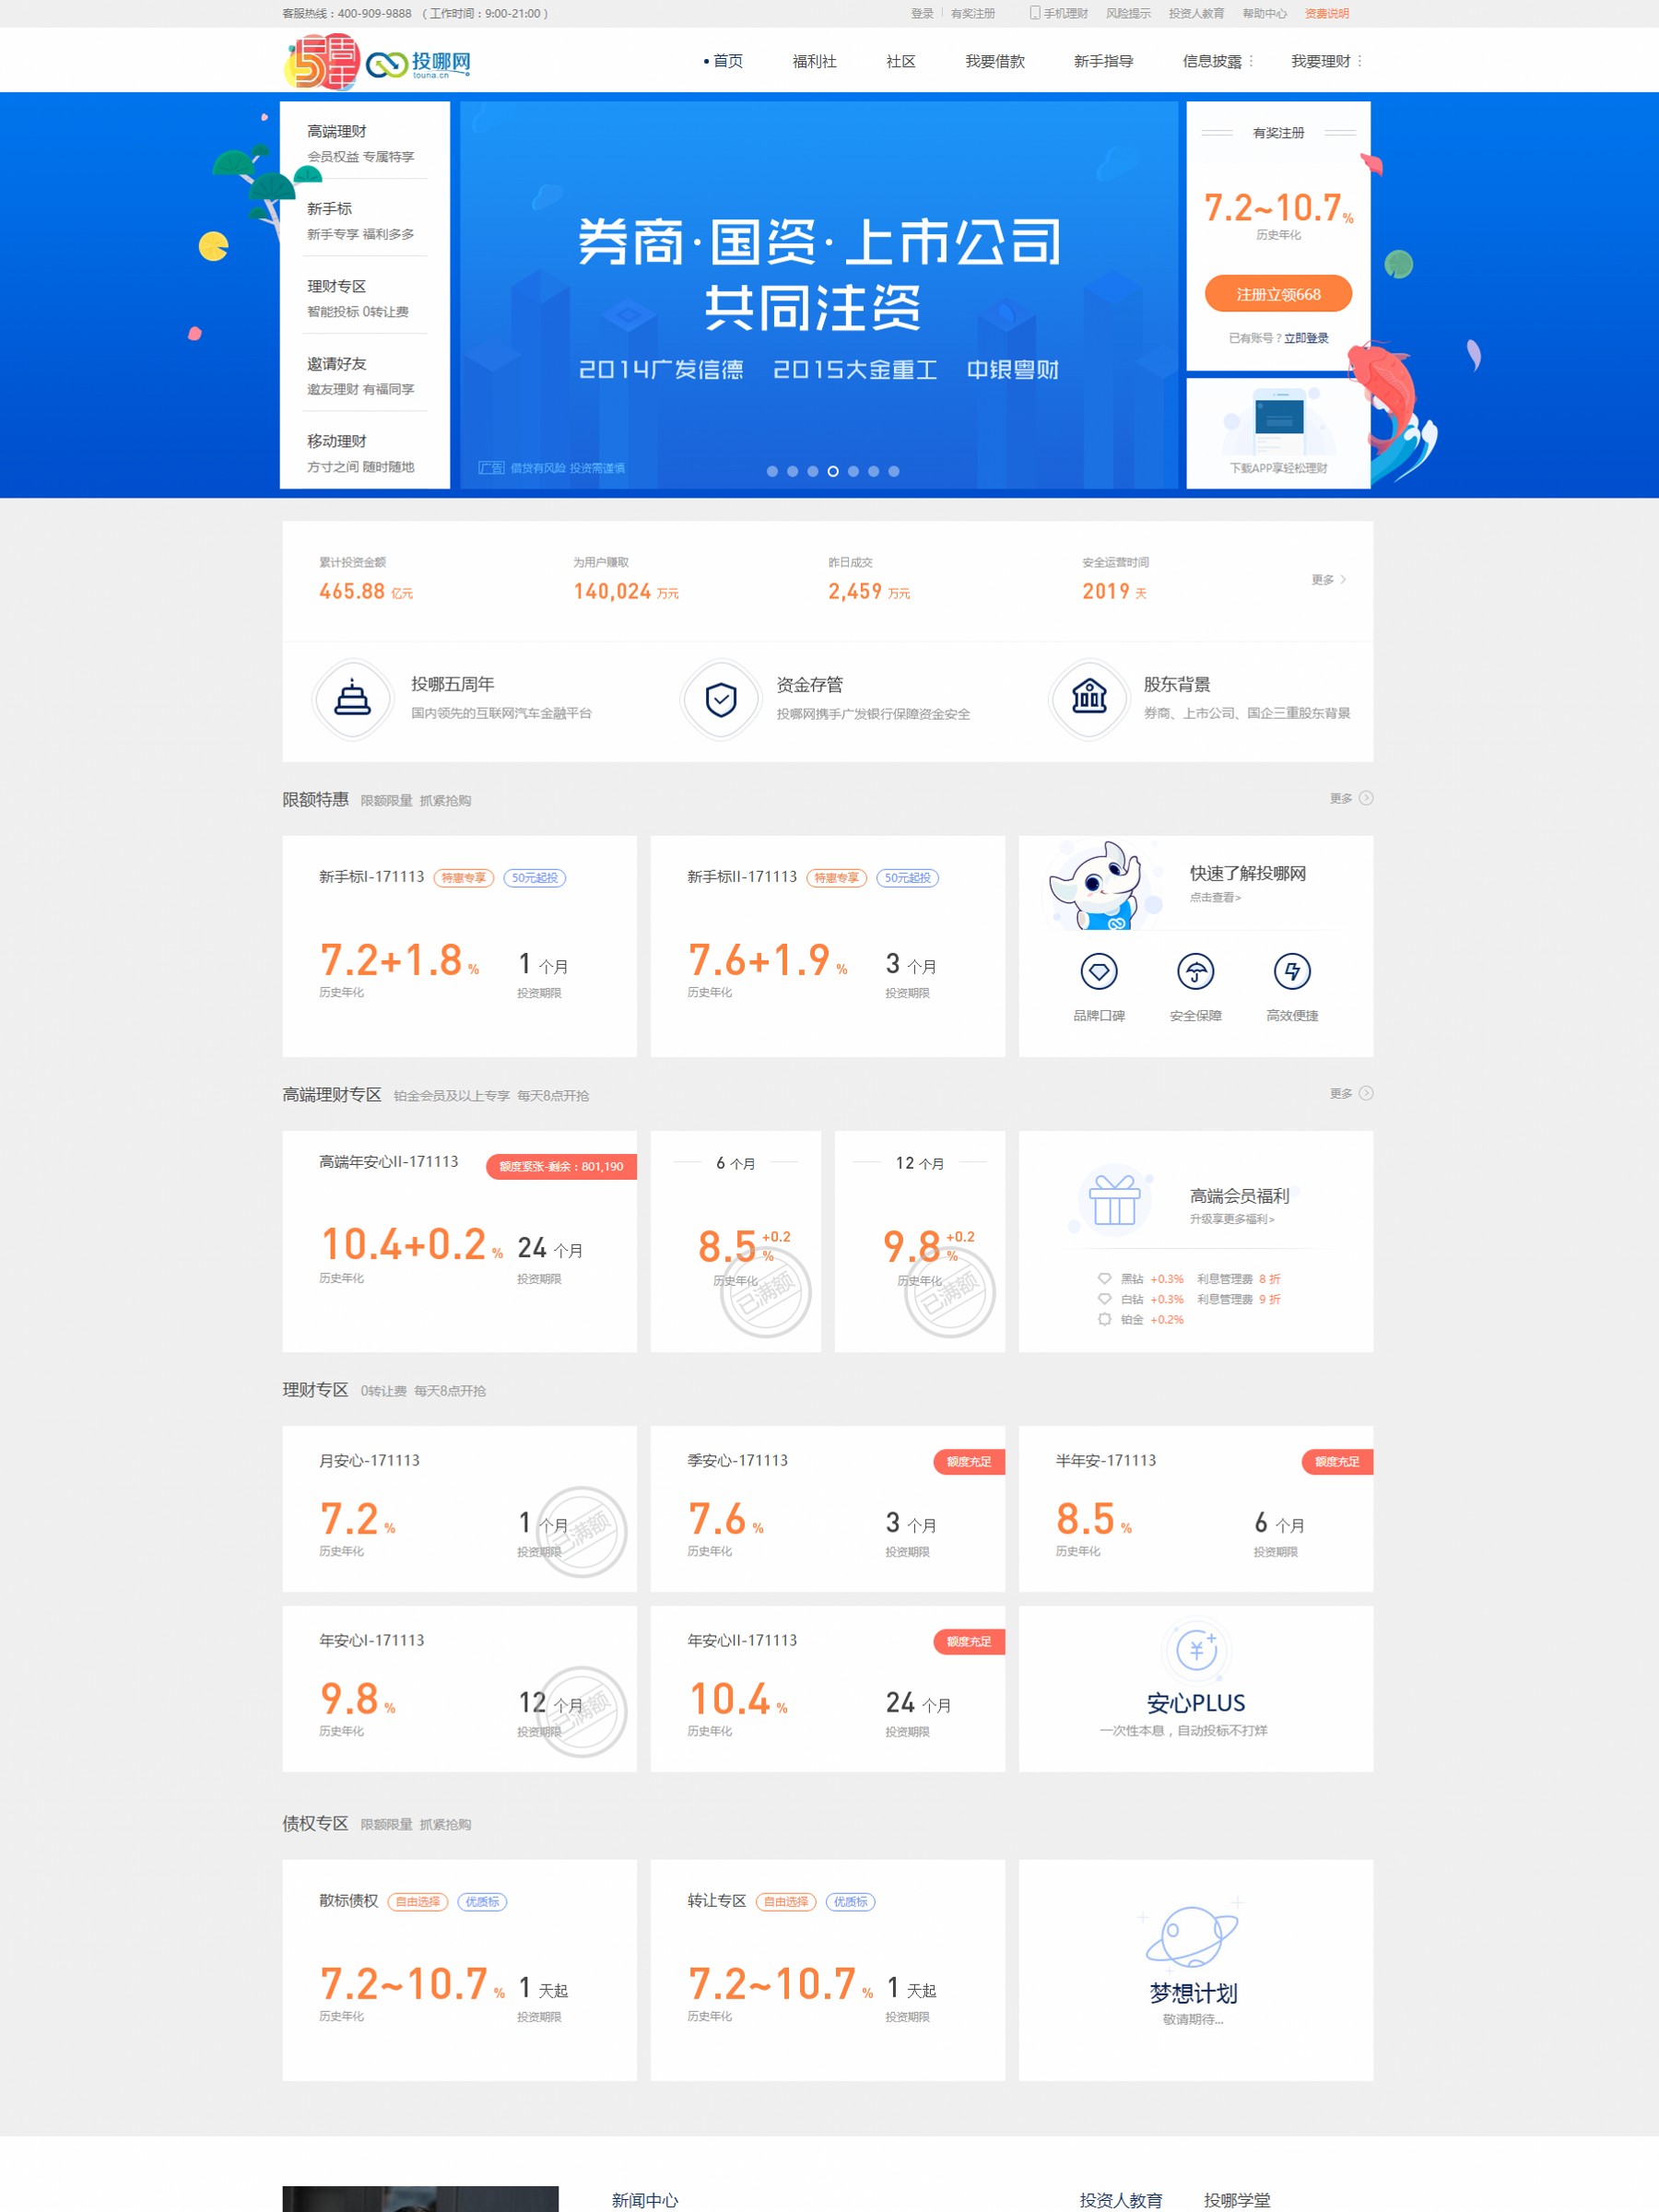 客服热线：400-909-9888 （工作时间：9:00-21:00）
登录 有奖注册 手机理财 风险提示 投资人教育 帮助中心 资费说明
5周年 投哪网 touna.cn
首页 福利社 社区 我要借款 新手指导 信息披露 我要理财
高端理财
会员权益 专属特享
新手标
新手专享 福利多多
理财专区
智能投标 0转让费
邀请好友
邀友理财 有福同享
移动理财
方寸之间 随时随地
券商·国资·上市公司
共同注资
2014广发信德 2015大金重工 中银粤财
广告 借贷有风险 投资需谨慎
有奖注册
7.2~10.7%
历史年化
注册立领668
已有账号？立即登录
下载APP享轻松理财
累计投资金额 为用户赚取 昨日成交 安全运营时间
465.88 亿元 140,024 万元 2,459 万元 2019 天
更多
投哪五周年
国内领先的互联网汽车金融平台
资金存管
投哪网携手广发银行保障资金安全
股东背景
券商、上市公司、国企三重股东背景
限额特惠 限额限量 抓紧抢购 更多
新手标I-171113 特惠专享 50元起投
7.2+1.8% 1 个月
历史年化 投资期限
新手标II-171113 特惠专享 50元起投
7.6+1.9% 3 个月
历史年化 投资期限
快速了解投哪网
点击查看>
品牌口碑 安全保障 高效便捷
高端理财专区 铂金会员及以上专享 每天8点开抢 更多
高端年安心II-171113 额度紧张-剩余：801,190
10.4+0.2% 24 个月
历史年化 投资期限
6 个月
8.5+0.2%
历史年化
已满额
12 个月
9.8+0.2%
历史年化
已满额
高端会员福利
升级享更多福利>
黑钻 +0.3% 利息管理费 8 折
白钻 +0.3% 利息管理费 9 折
铂金 +0.2%
理财专区 0转让费 每天8点开抢
月安心-171113
7.2% 1 个月
历史年化 投资期限
已满额
季安心-171113 额度充足
7.6% 3 个月
历史年化 投资期限
半年安-171113 额度充足
8.5% 6 个月
历史年化 投资期限
年安心I-171113
9.8% 12 个月
历史年化 投资期限
已满额
年安心II-171113 额度充足
10.4% 24 个月
历史年化 投资期限
安心PLUS
一次性本息，自动投标不打烊
债权专区 限额限量 抓紧抢购
散标债权 自由选择 优质标
7.2~10.7% 1 天起
历史年化 投资期限
转让专区 自由选择 优质标
7.2~10.7% 1 天起
历史年化 投资期限
梦想计划
敬请期待...
新闻中心 投资人教育 投哪学堂